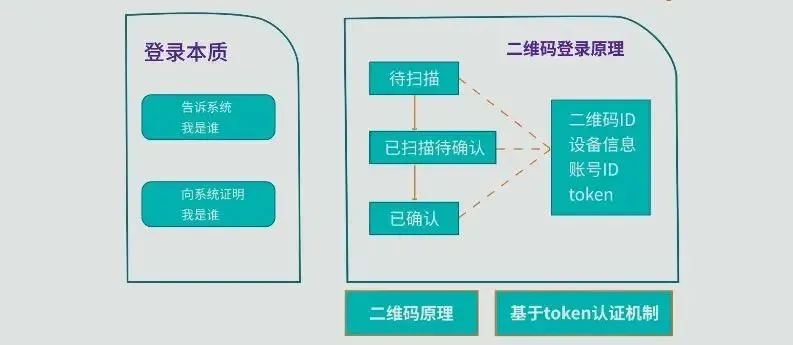 登录本质
告诉系统
我是谁
向系统证明
我是谁
二维码登录原理
待扫描
已扫描待确认
已确认
二维码ID
设备信息
账号ID
token
二维码原理
基于token认证机制